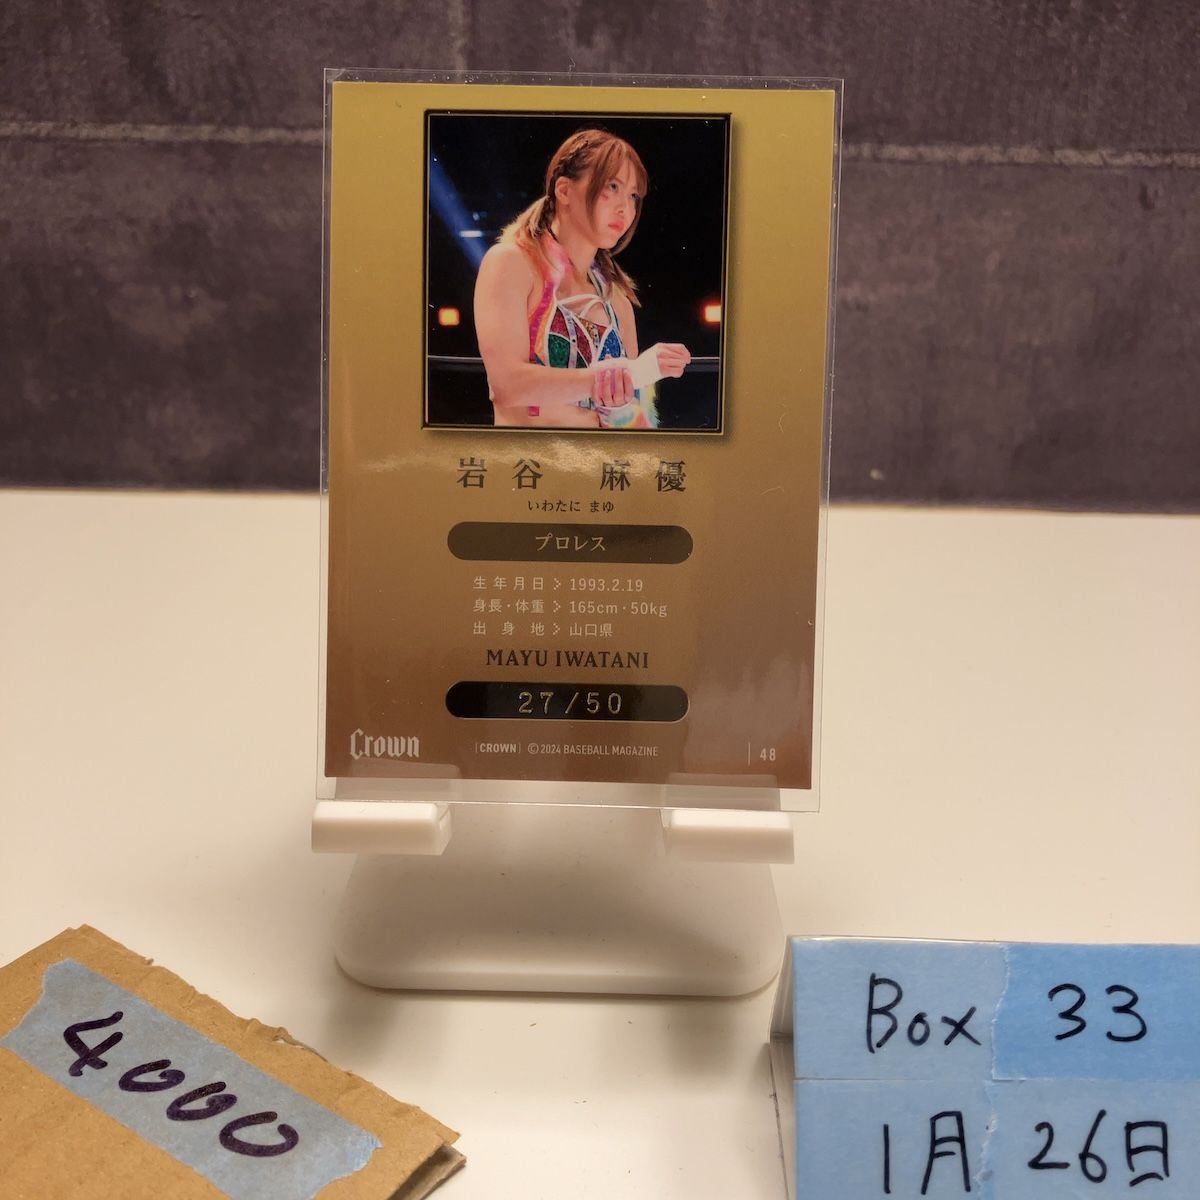 岩谷 麻優
いわたに まゆ
プロレス
生年月日 > 1993.2.19
身長・体重 > 165cm・50kg
出身地 > 山口県
MAYU IWATANI
27/50
Crown
[CROWN] ©2024 BASEBALL MAGAZINE
48
4000
Box 33
1月 26日